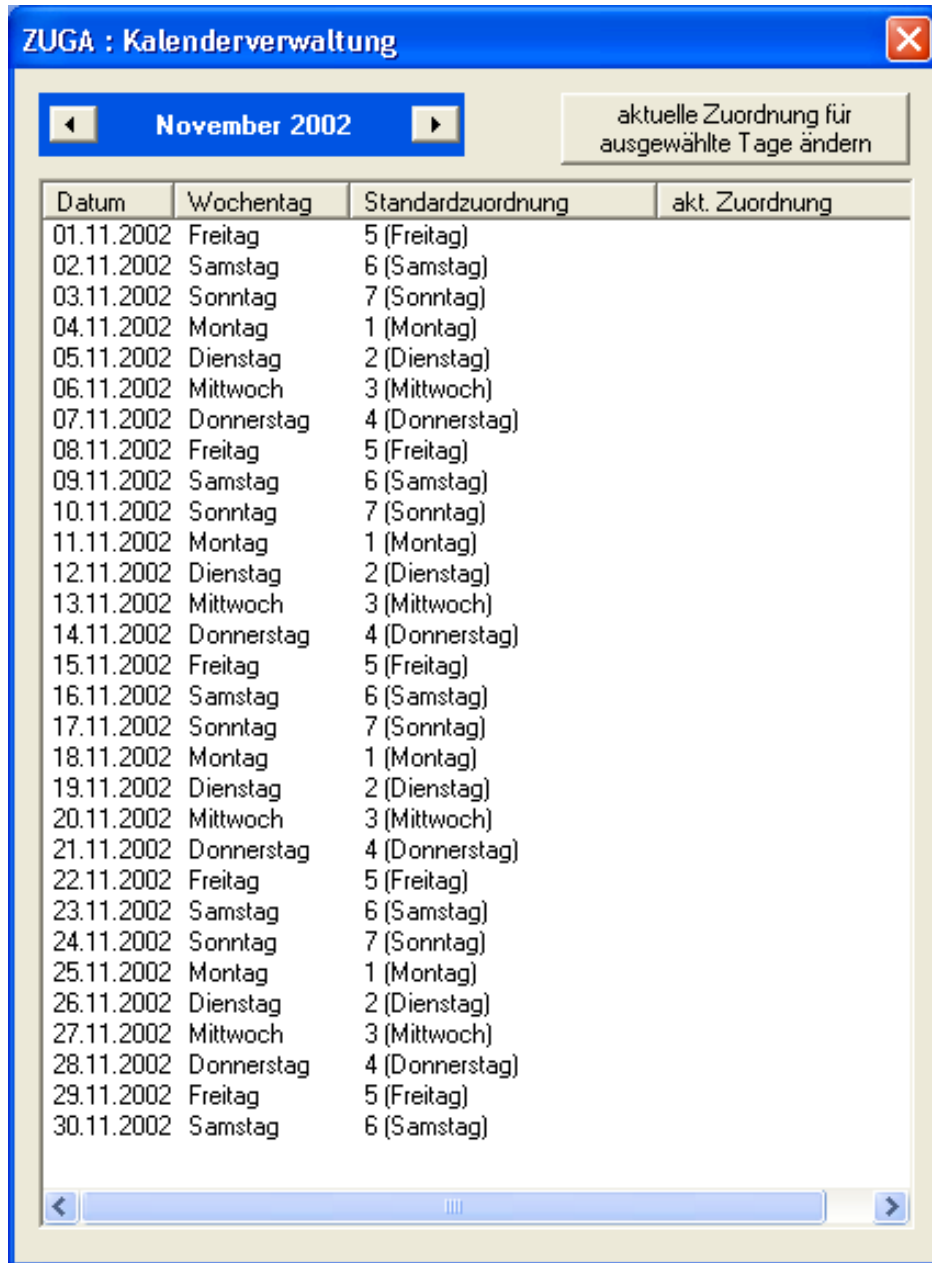 ZUGA : Kalenderverwaltung
November 2002
aktuelle Zuordnung für
ausgewählte Tage ändern
Datum Wochentag Standardzuordnung akt. Zuordnung
01.11.2002 Freitag 5 (Freitag)
02.11.2002 Samstag 6 (Samstag)
03.11.2002 Sonntag 7 (Sonntag)
04.11.2002 Montag 1 (Montag)
05.11.2002 Dienstag 2 (Dienstag)
06.11.2002 Mittwoch 3 (Mittwoch)
07.11.2002 Donnerstag 4 (Donnerstag)
08.11.2002 Freitag 5 (Freitag)
09.11.2002 Samstag 6 (Samstag)
10.11.2002 Sonntag 7 (Sonntag)
11.11.2002 Montag 1 (Montag)
12.11.2002 Dienstag 2 (Dienstag)
13.11.2002 Mittwoch 3 (Mittwoch)
14.11.2002 Donnerstag 4 (Donnerstag)
15.11.2002 Freitag 5 (Freitag)
16.11.2002 Samstag 6 (Samstag)
17.11.2002 Sonntag 7 (Sonntag)
18.11.2002 Montag 1 (Montag)
19.11.2002 Dienstag 2 (Dienstag)
20.11.2002 Mittwoch 3 (Mittwoch)
21.11.2002 Donnerstag 4 (Donnerstag)
22.11.2002 Freitag 5 (Freitag)
23.11.2002 Samstag 6 (Samstag)
24.11.2002 Sonntag 7 (Sonntag)
25.11.2002 Montag 1 (Montag)
26.11.2002 Dienstag 2 (Dienstag)
27.11.2002 Mittwoch 3 (Mittwoch)
28.11.2002 Donnerstag 4 (Donnerstag)
29.11.2002 Freitag 5 (Freitag)
30.11.2002 Samstag 6 (Samstag)